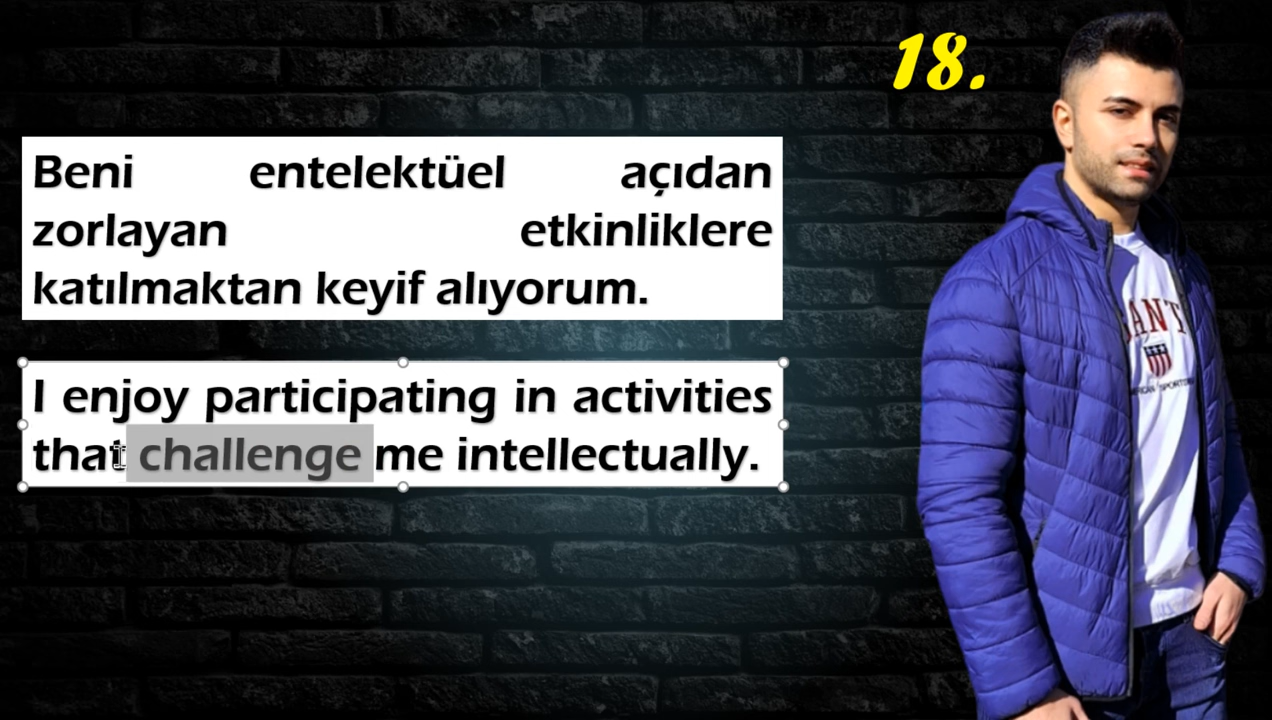 18.
Beni entelektüel açıdan
zorlayan etkinliklere
katılmaktan keyif alıyorum.
I enjoy participating in activities
that challenge me intellectually.